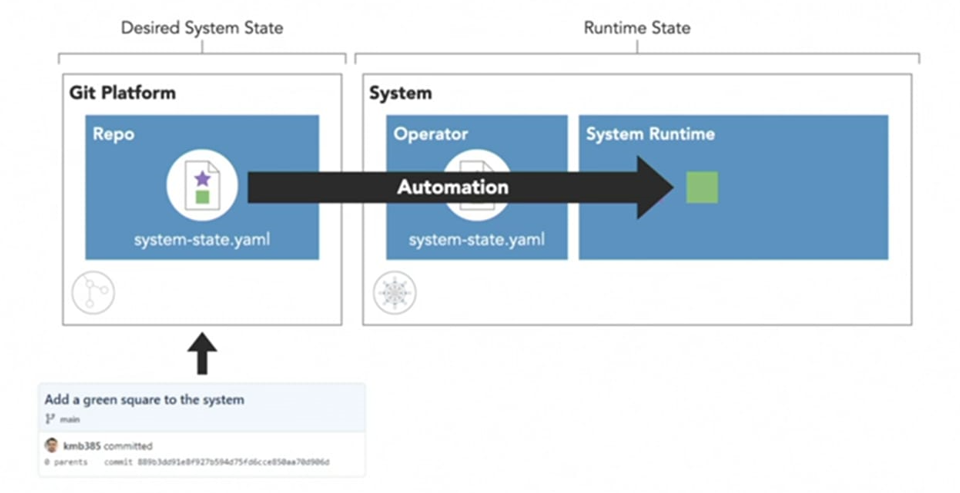 Desired System State
Runtime State
Git Platform
System
Repo
Operator
System Runtime
Automation
system-state.yaml
system-state.yaml
Add a green square to the system
main
kmb385 committed
0 parents commit 889b3dd91e8f927b594d75fd6cce850aa70d906d